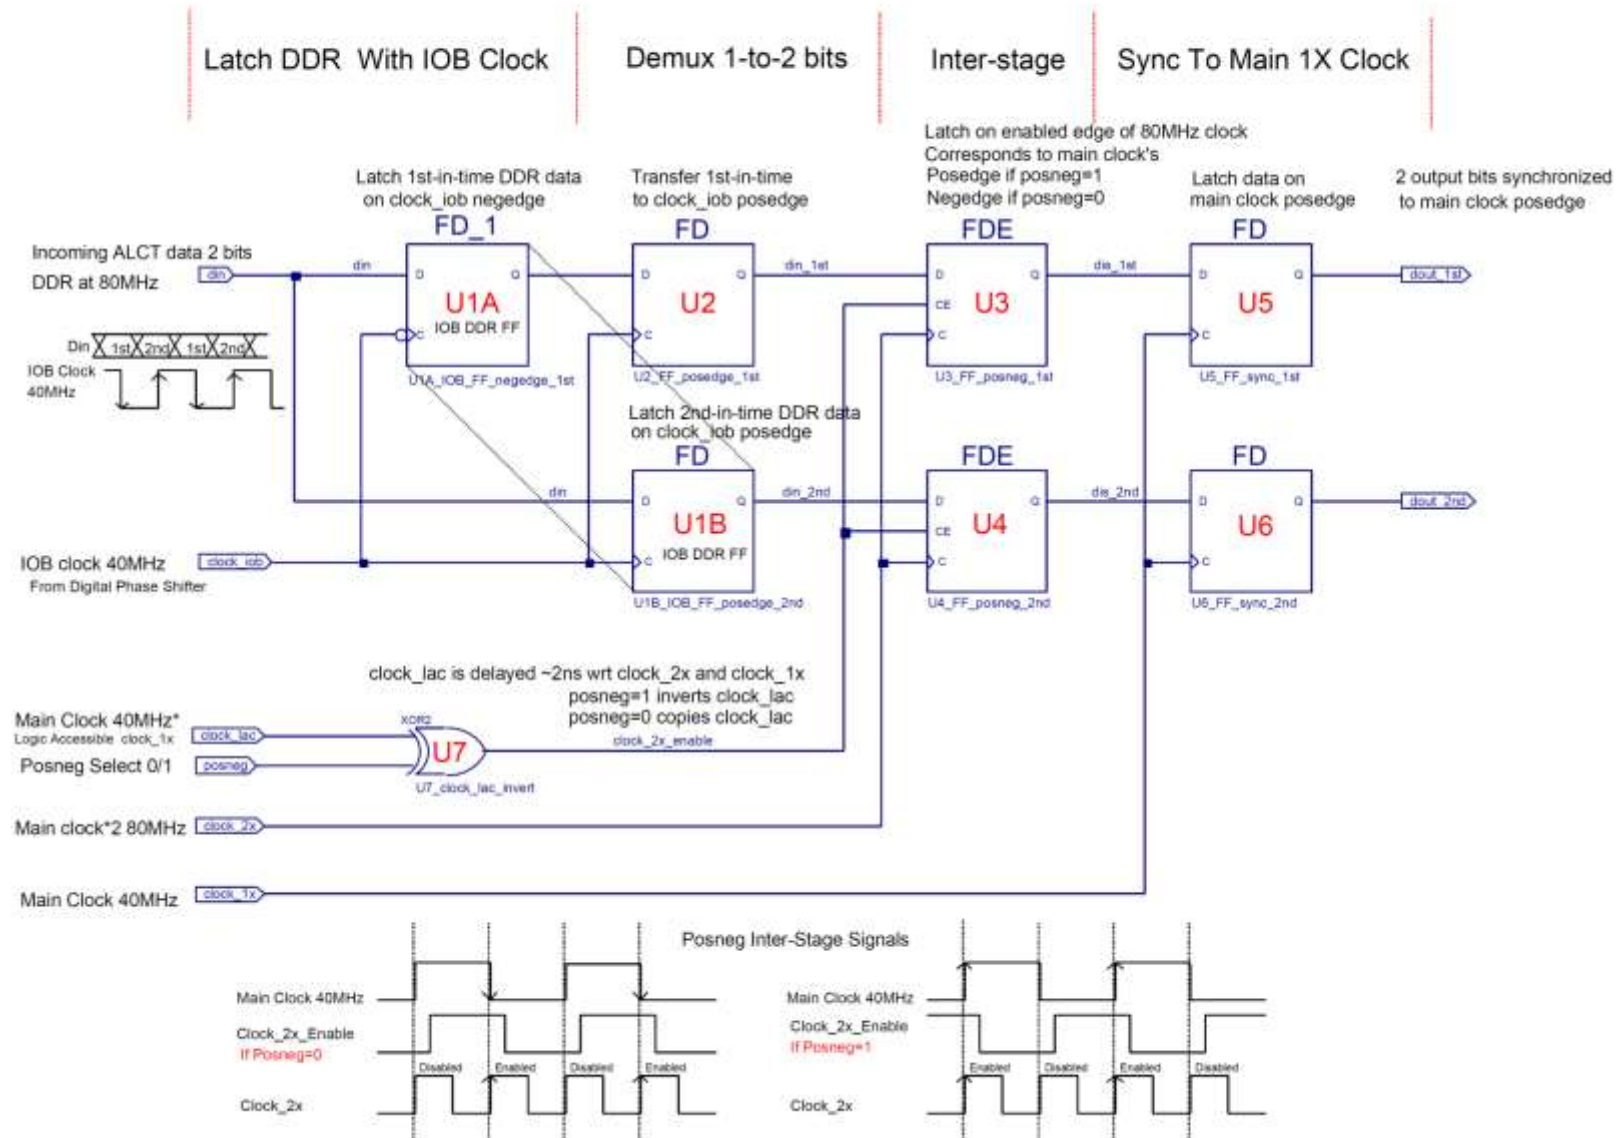 Latch DDR With IOB Clock
Demux 1-to-2 bits
Inter-stage
Sync To Main 1X Clock
Latch on enabled edge of 80MHz clock
Corresponds to main clock's
Posedge if posneg=1
Negedge if posneg=0
Latch 1st-in-time DDR data
on clock_iob negedge
Transfer 1st-in-time
to clock_iob posedge
Latch data on
main clock posedge
2 output bits synchronized
to main clock posedge
FD_1
FD
FDE
FD
Incoming ALCT data 2 bits
DDR at 80MHz
din
din
D
Q
U1A
IOB DDR FF
C
U1A_IOB_FF_negedge_1st
D
Q
U2
C
U2_FF_posedge_1st
din_1st
D
Q
CE
U3
C
U3_FF_posneg_1st
dis_1st
D
Q
U5
C
U5_FF_sync_1st
dout_1st
Din
1st
2nd
1st
2nd
IOB Clock
40MHz
Latch 2nd-in-time DDR data
on clock_iob posedge
FD
FDE
FD
din
D
Q
U1B
IOB DDR FF
C
U1B_IOB_FF_posedge_2nd
din_2nd
D
Q
CE
U4
C
U4_FF_posneg_2nd
dis_2nd
D
Q
U6
C
U6_FF_sync_2nd
dout_2nd
IOB clock 40MHz
clock_iob
From Digital Phase Shifter
clock_lac is delayed ~2ns wrt clock_2x and clock_1x
posneg=1 inverts clock_lac
posneg=0 copies clock_lac
Main Clock 40MHz*
Logic Accessible clock_1x
clock_lac
XOR2
U7
U7_clock_lac_invert
clock_2x_enable
Posneg Select 0/1
posneg
Main clock*2 80MHz
clock_2x
Main Clock 40MHz
clock_1x
Posneg Inter-Stage Signals
Main Clock 40MHz
Clock_2x_Enable
If Posneg=0
Disabled
Enabled
Disabled
Enabled
Clock_2x
Main Clock 40MHz
Clock_2x_Enable
If Posneg=1
Enabled
Disabled
Enabled
Disabled
Clock_2x